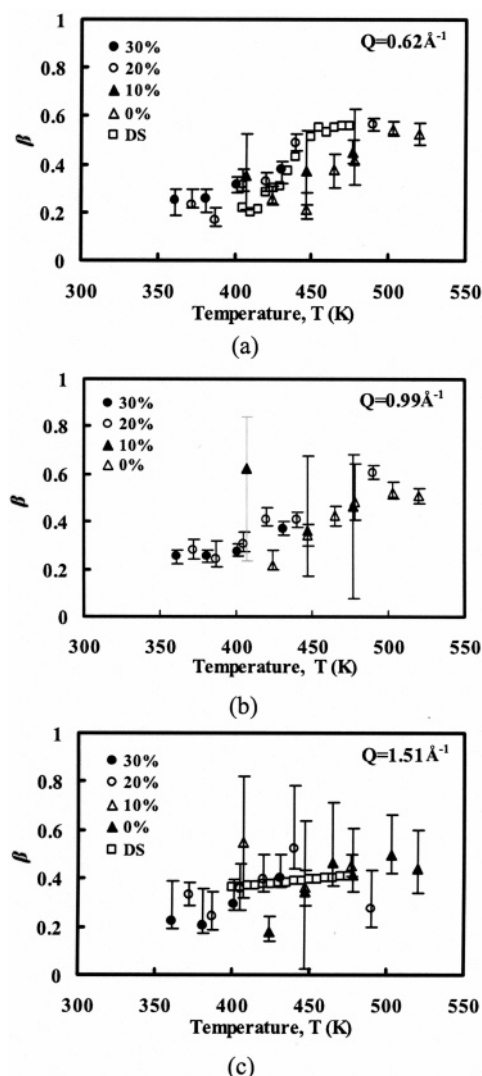 1
Q=0.62Å⁻¹
30%
20%
10%
0%
DS
0.8
0.6
0.4
0.2
0
β
300 350 400 450 500 550
Temperature, T (K)
(a)
1
Q=0.99Å⁻¹
30%
20%
10%
0%
0.8
0.6
0.4
0.2
0
β
300 350 400 450 500 550
Temperature, T (K)
(b)
1
Q=1.51Å⁻¹
30%
20%
10%
0%
DS
0.8
0.6
0.4
0.2
0
β
300 350 400 450 500 550
Temperature, T (K)
(c)